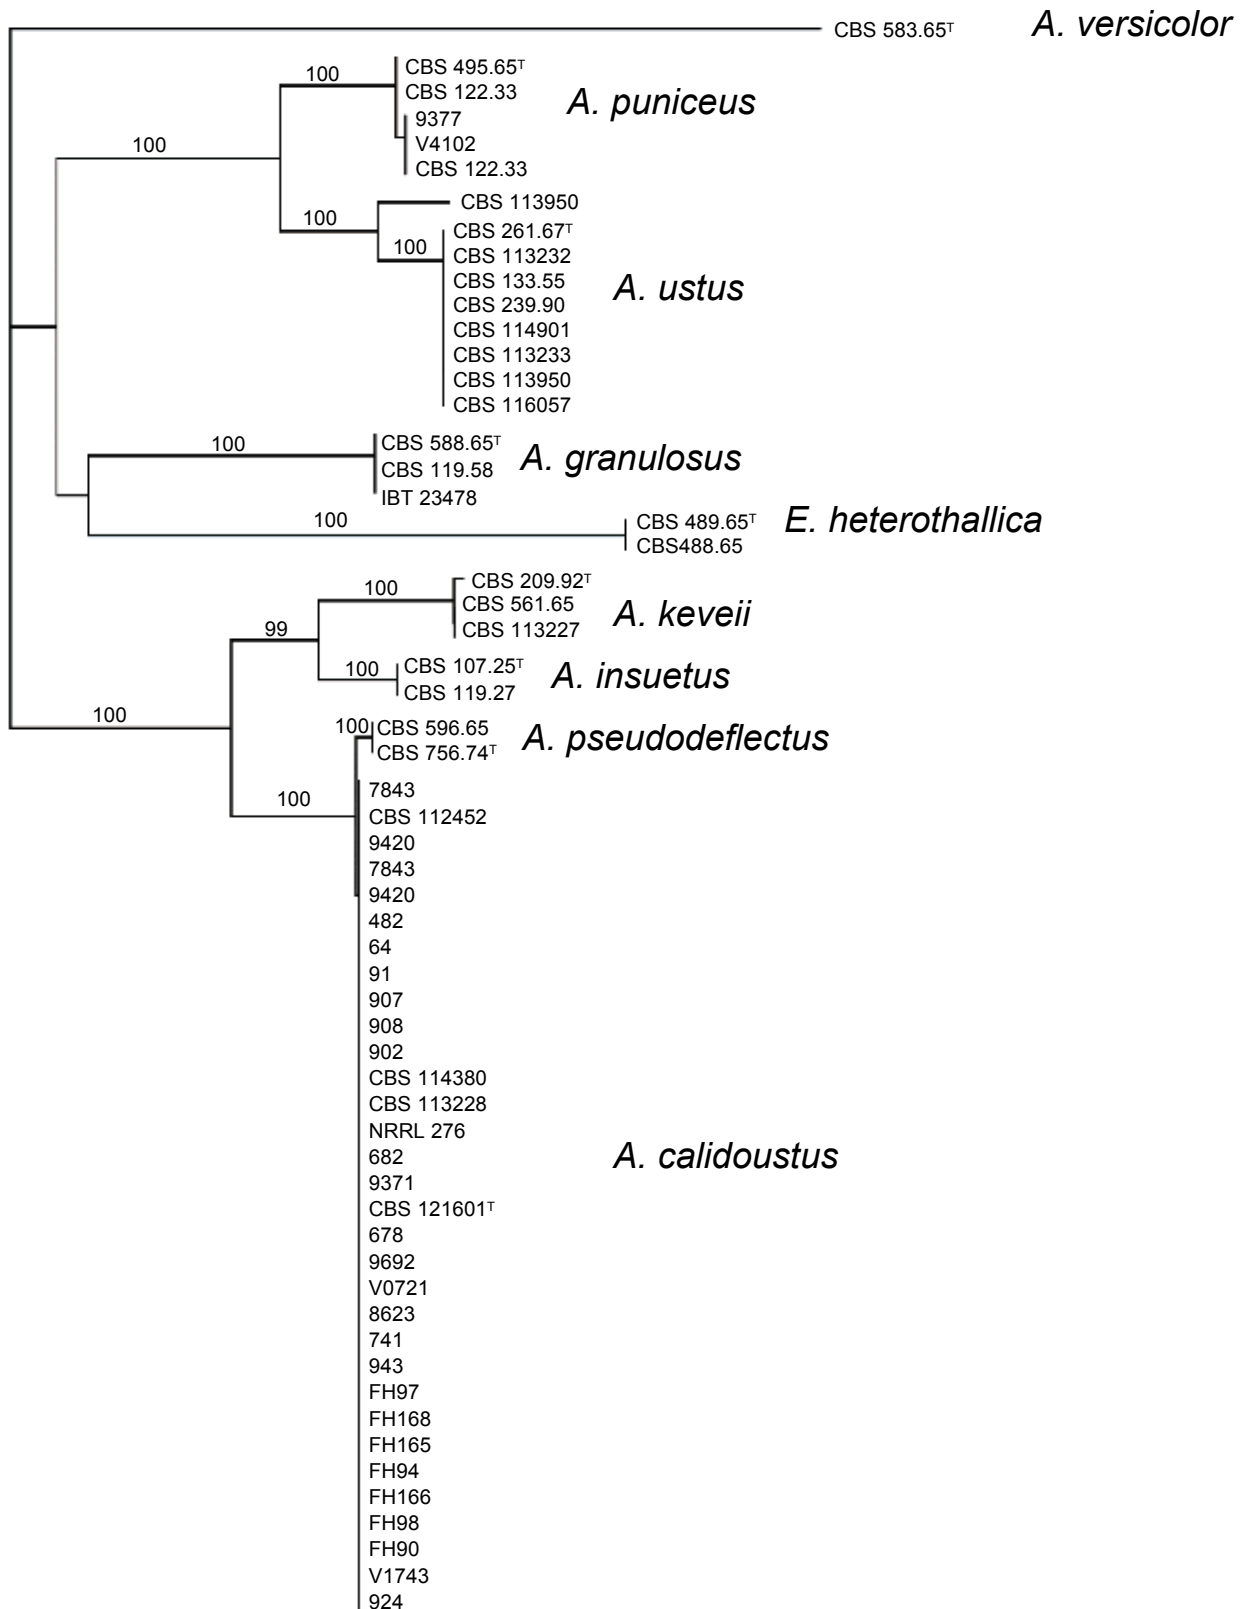 CBS 583.65ᵀ A. versicolor
100
CBS 495.65ᵀ
CBS 122.33
A. puniceus
9377
V4102
CBS 122.33
100
CBS 113950
100
CBS 261.67ᵀ
100
CBS 113232
CBS 133.55
A. ustus
CBS 239.90
CBS 114901
CBS 113233
CBS 113950
CBS 116057
100
CBS 588.65ᵀ
A. granulosus
CBS 119.58
IBT 23478
100
CBS 489.65ᵀ
E. heterothallica
CBS488.65
100
CBS 209.92ᵀ
CBS 561.65
A. keveii
CBS 113227
99
100
CBS 107.25ᵀ
A. insuetus
CBS 119.27
100
100
CBS 596.65
A. pseudodeflectus
CBS 756.74ᵀ
100
7843
CBS 112452
9420
7843
9420
482
64
91
907
908
902
CBS 114380
CBS 113228
NRRL 276
682
A. calidoustus
9371
CBS 121601ᵀ
678
9692
V0721
8623
741
943
FH97
FH168
FH165
FH94
FH166
FH98
FH90
V1743
924